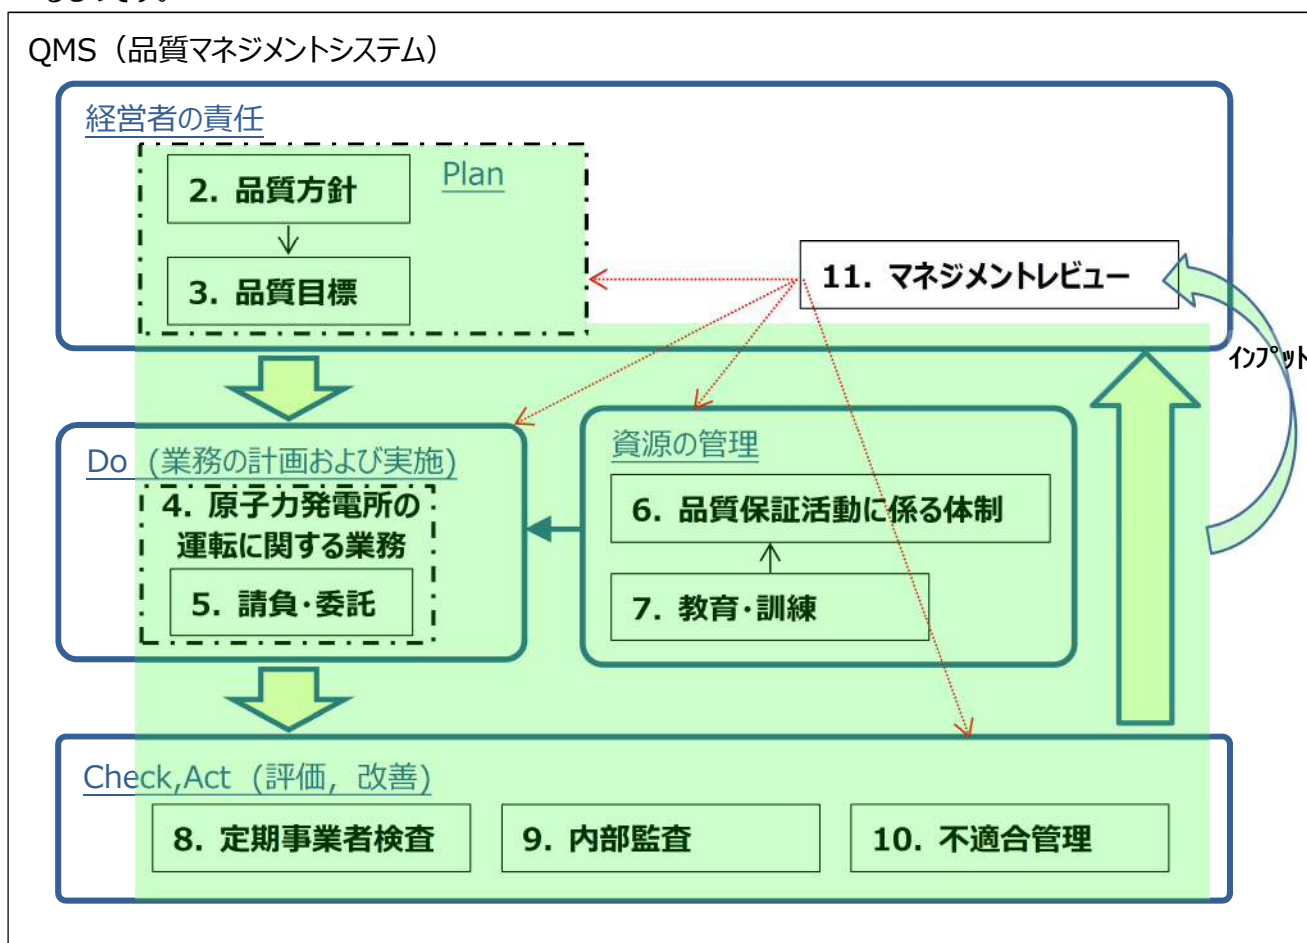 QMS（品質マネジメントシステム）
経営者の責任
Plan
2. 品質方針
3. 品質目標
11. マネジメントレビュー
インプット
Do (業務の計画および実施)
4. 原子力発電所の
運転に関する業務
5. 請負・委託
資源の管理
6. 品質保証活動に係る体制
7. 教育・訓練
Check,Act (評価, 改善)
8. 定期事業者検査
9. 内部監査
10. 不適合管理